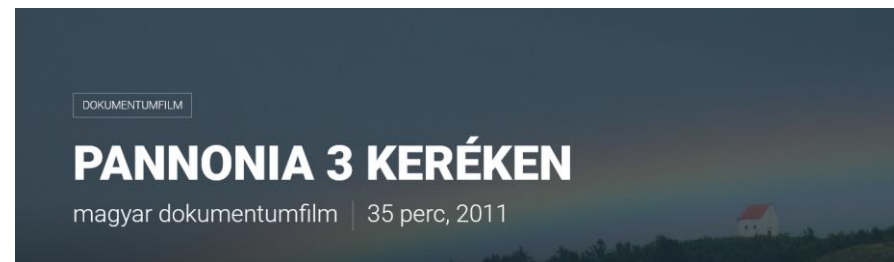 DOKUMENTUMFILM
PANNONIA 3 KERÉKEN
magyar dokumentumfilm | 35 perc, 2011